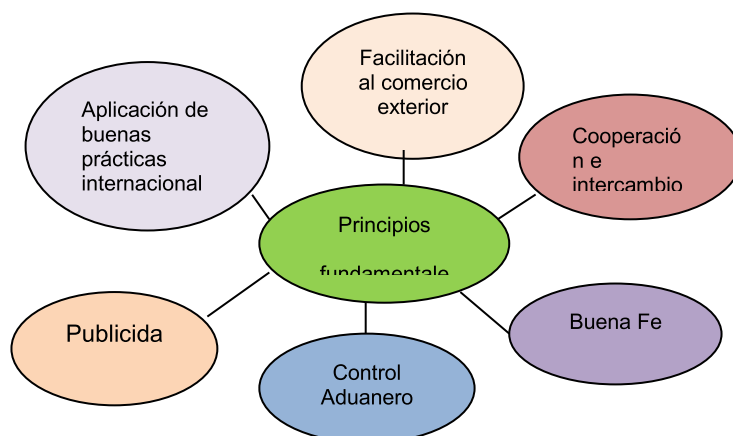 Facilitación
al comercio
exterior
Aplicación de
buenas
prácticas
internacional
Cooperació
n e
intercambio
Principios
fundamentale
Publicida
Buena Fe
Control
Aduanero